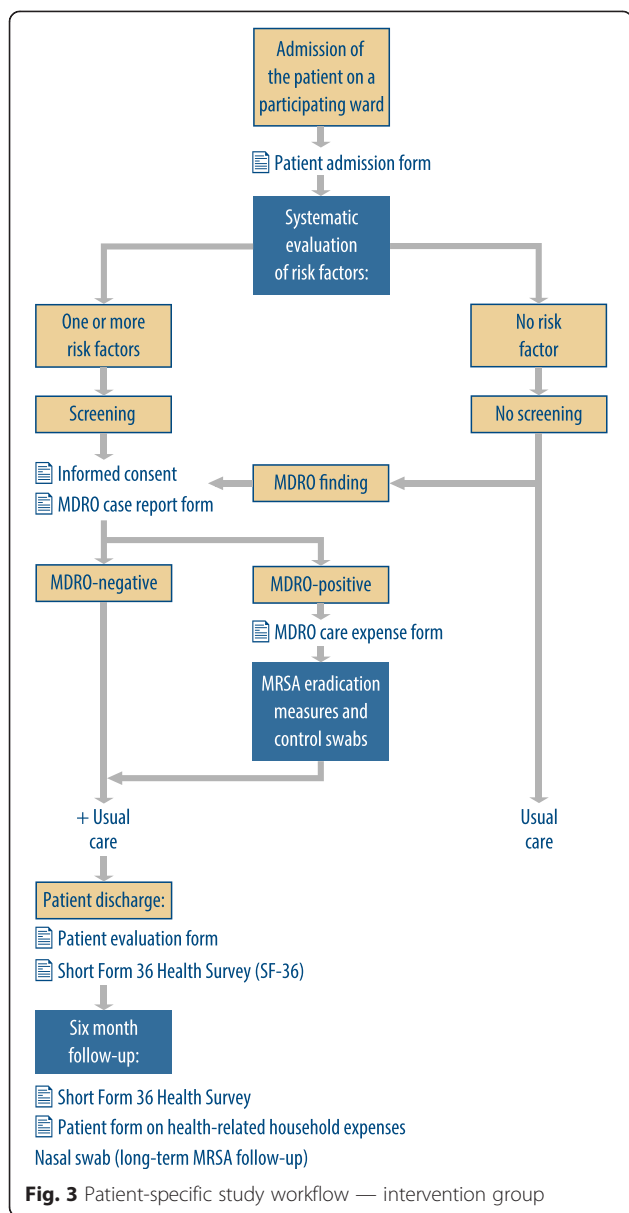 Admission of
the patient on a
participating ward
Patient admission form
Systematic
evaluation
of risk factors:
One or more
risk factors
No risk
factor
Screening
No screening
Informed consent
MDRO case report form
MDRO finding
MDRO-negative
MDRO-positive
MDRO care expense form
MRSA eradication
measures and
control swabs
+ Usual
care
Usual
care
Patient discharge:
Patient evaluation form
Short Form 36 Health Survey (SF-36)
Six month
follow-up:
Short Form 36 Health Survey
Patient form on health-related household expenses
Nasal swab (long-term MRSA follow-up)
Fig. 3 Patient-specific study workflow — intervention group